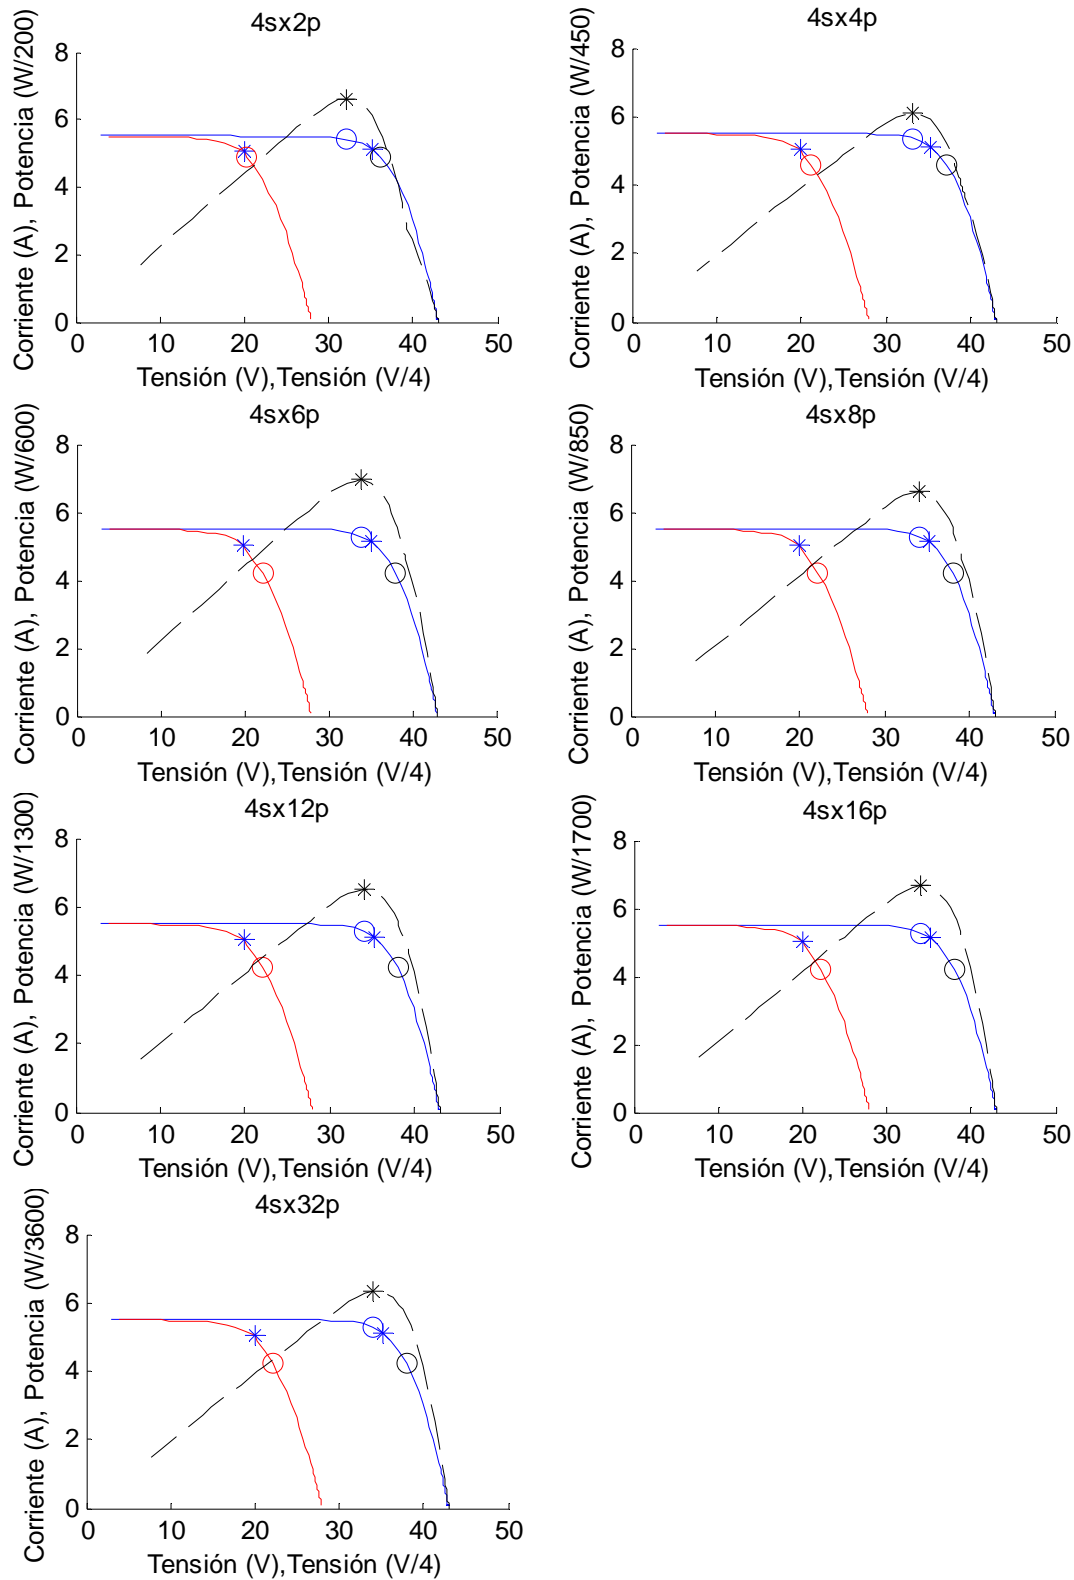 4sx2p
Corriente (A), Potencia (W/200)
8
6
4
2
0
0 10 20 30 40 50
Tensión (V),Tensión (V/4)
4sx4p
Corriente (A), Potencia (W/450)
8
6
4
2
0
0 10 20 30 40 50
Tensión (V),Tensión (V/4)
4sx6p
Corriente (A), Potencia (W/600)
8
6
4
2
0
0 10 20 30 40 50
Tensión (V),Tensión (V/4)
4sx8p
Corriente (A), Potencia (W/850)
8
6
4
2
0
0 10 20 30 40 50
Tensión (V),Tensión (V/4)
4sx12p
Corriente (A), Potencia (W/1300)
8
6
4
2
0
0 10 20 30 40 50
Tensión (V),Tensión (V/4)
4sx16p
Corriente (A), Potencia (W/1700)
8
6
4
2
0
0 10 20 30 40 50
Tensión (V),Tensión (V/4)
4sx32p
Corriente (A), Potencia (W/3600)
8
6
4
2
0
0 10 20 30 40 50
Tensión (V),Tensión (V/4)